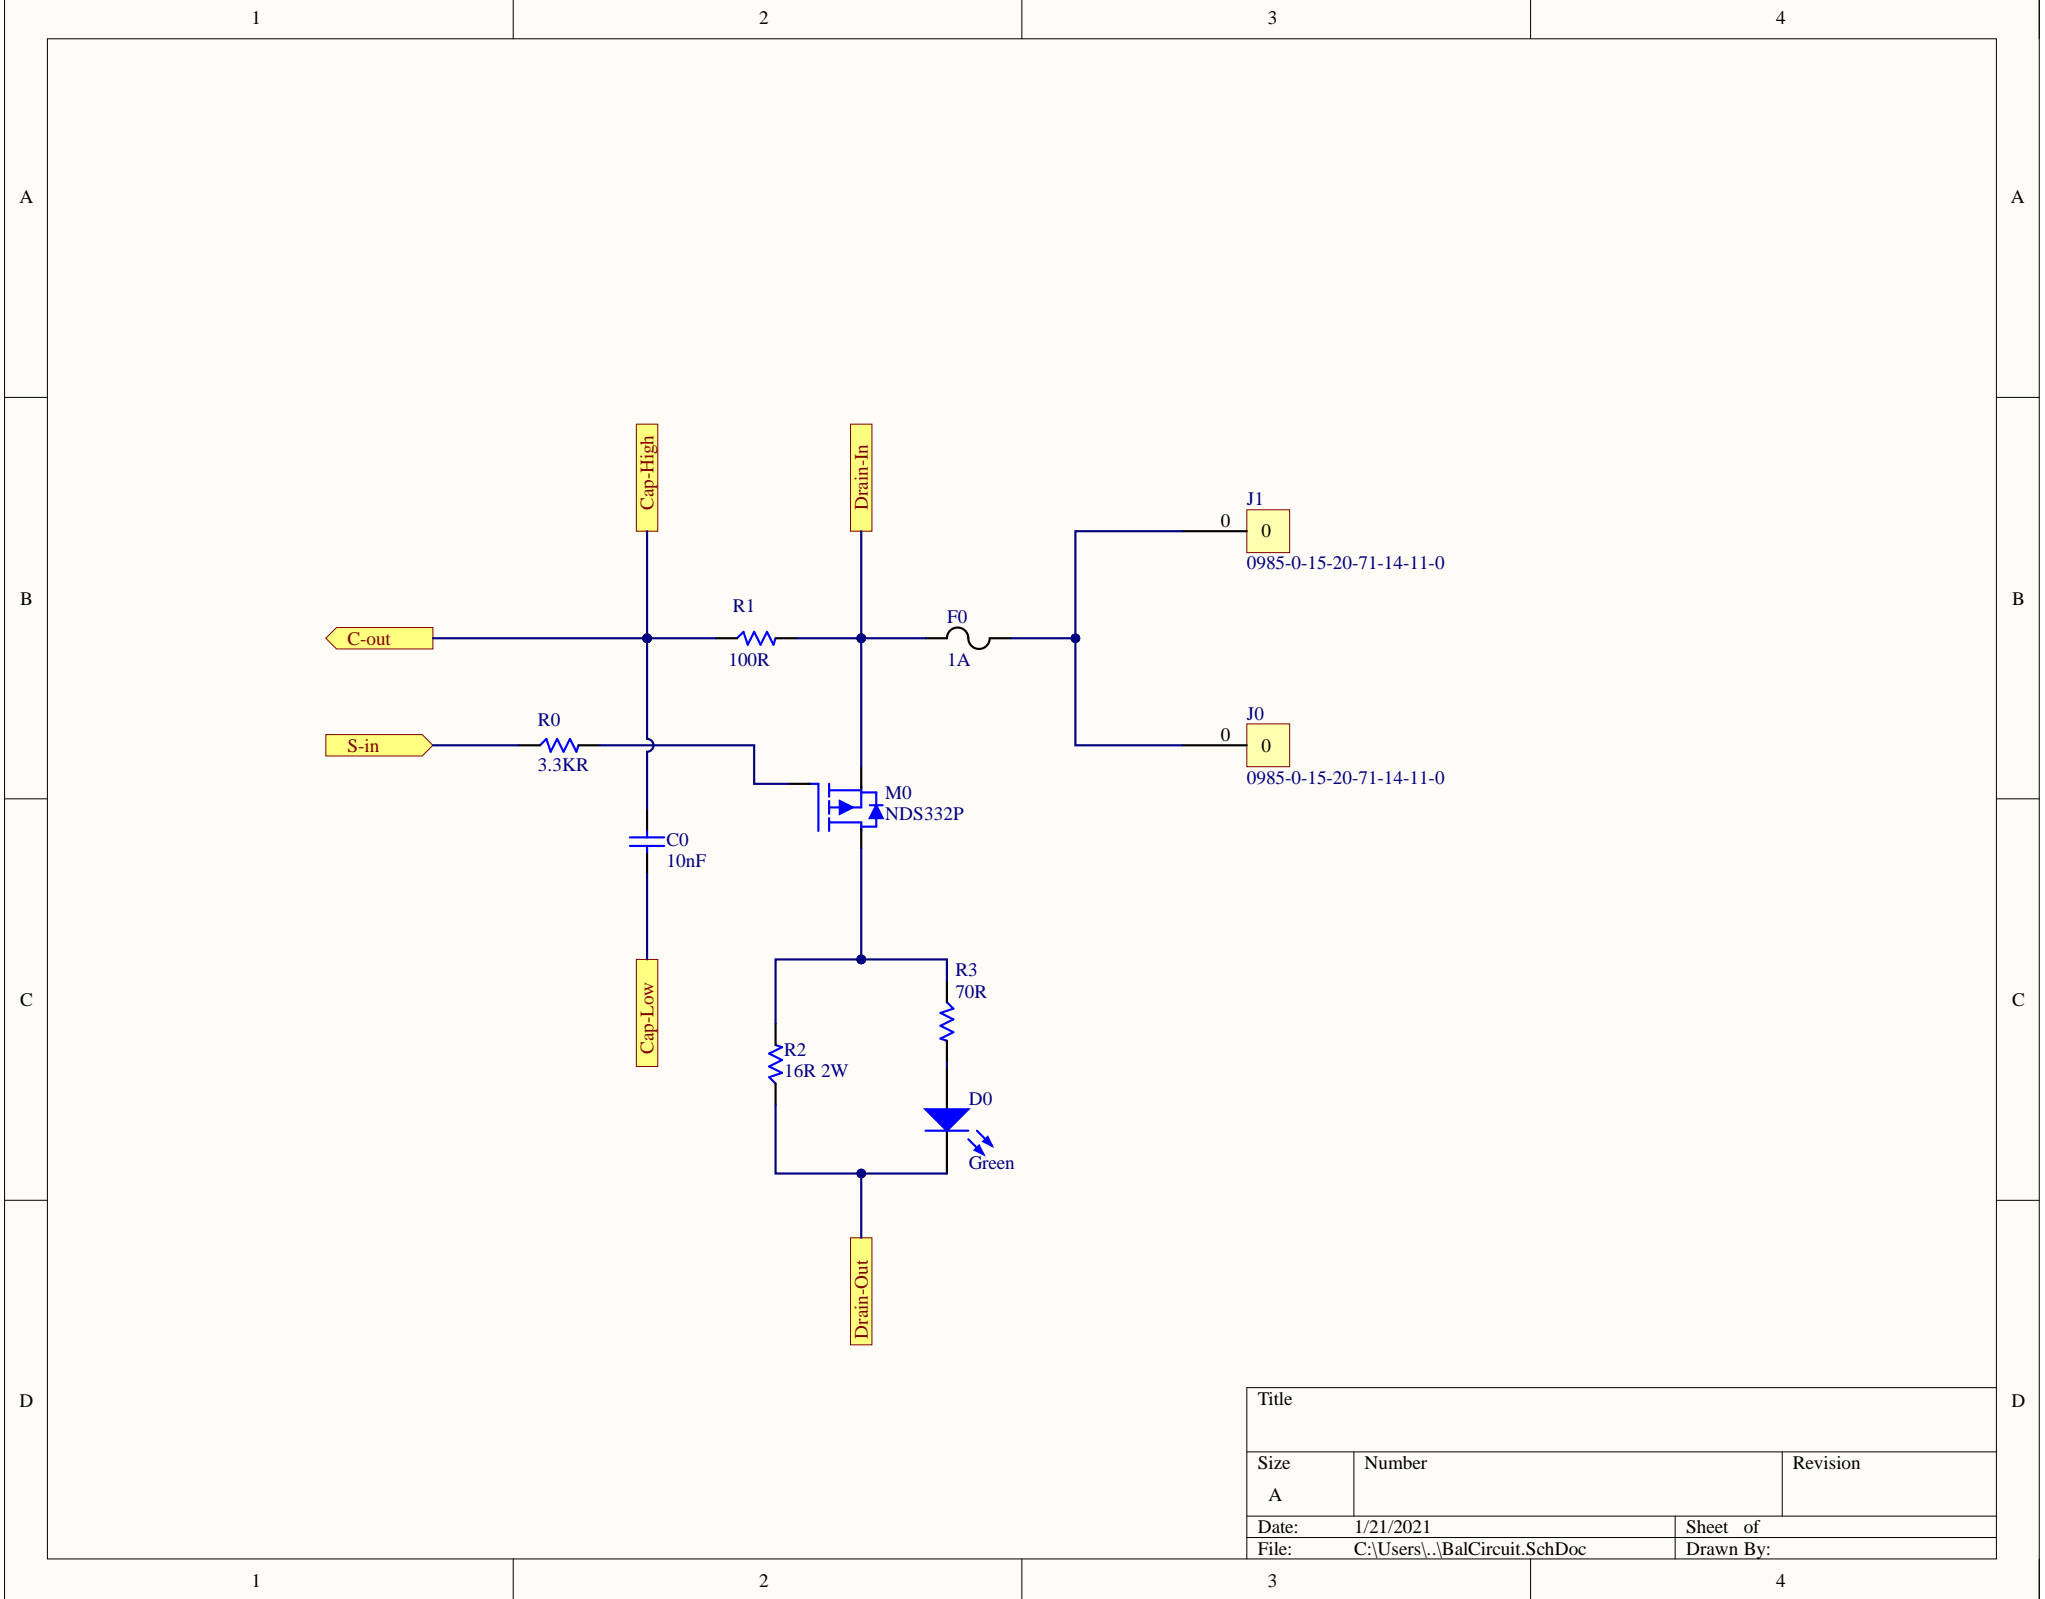 1 2 3 4
A A
Cap-High
Drain-In
J1
0 0
0985-0-15-20-71-14-11-0
B B
R1
F0
C-out
100R
1A
R0
J0
S-in
0 0
3.3KR
0985-0-15-20-71-14-11-0
M0
NDS332P
C0
10nF
R3
70R
C C
Cap-Low
R2
16R 2W
D0
Green
Drain-Out
D D
Title
Size Number Revision
A
Date: 1/21/2021 Sheet of
File: C:\Users\..\BalCircuit.SchDoc Drawn By:
1 2 3 4